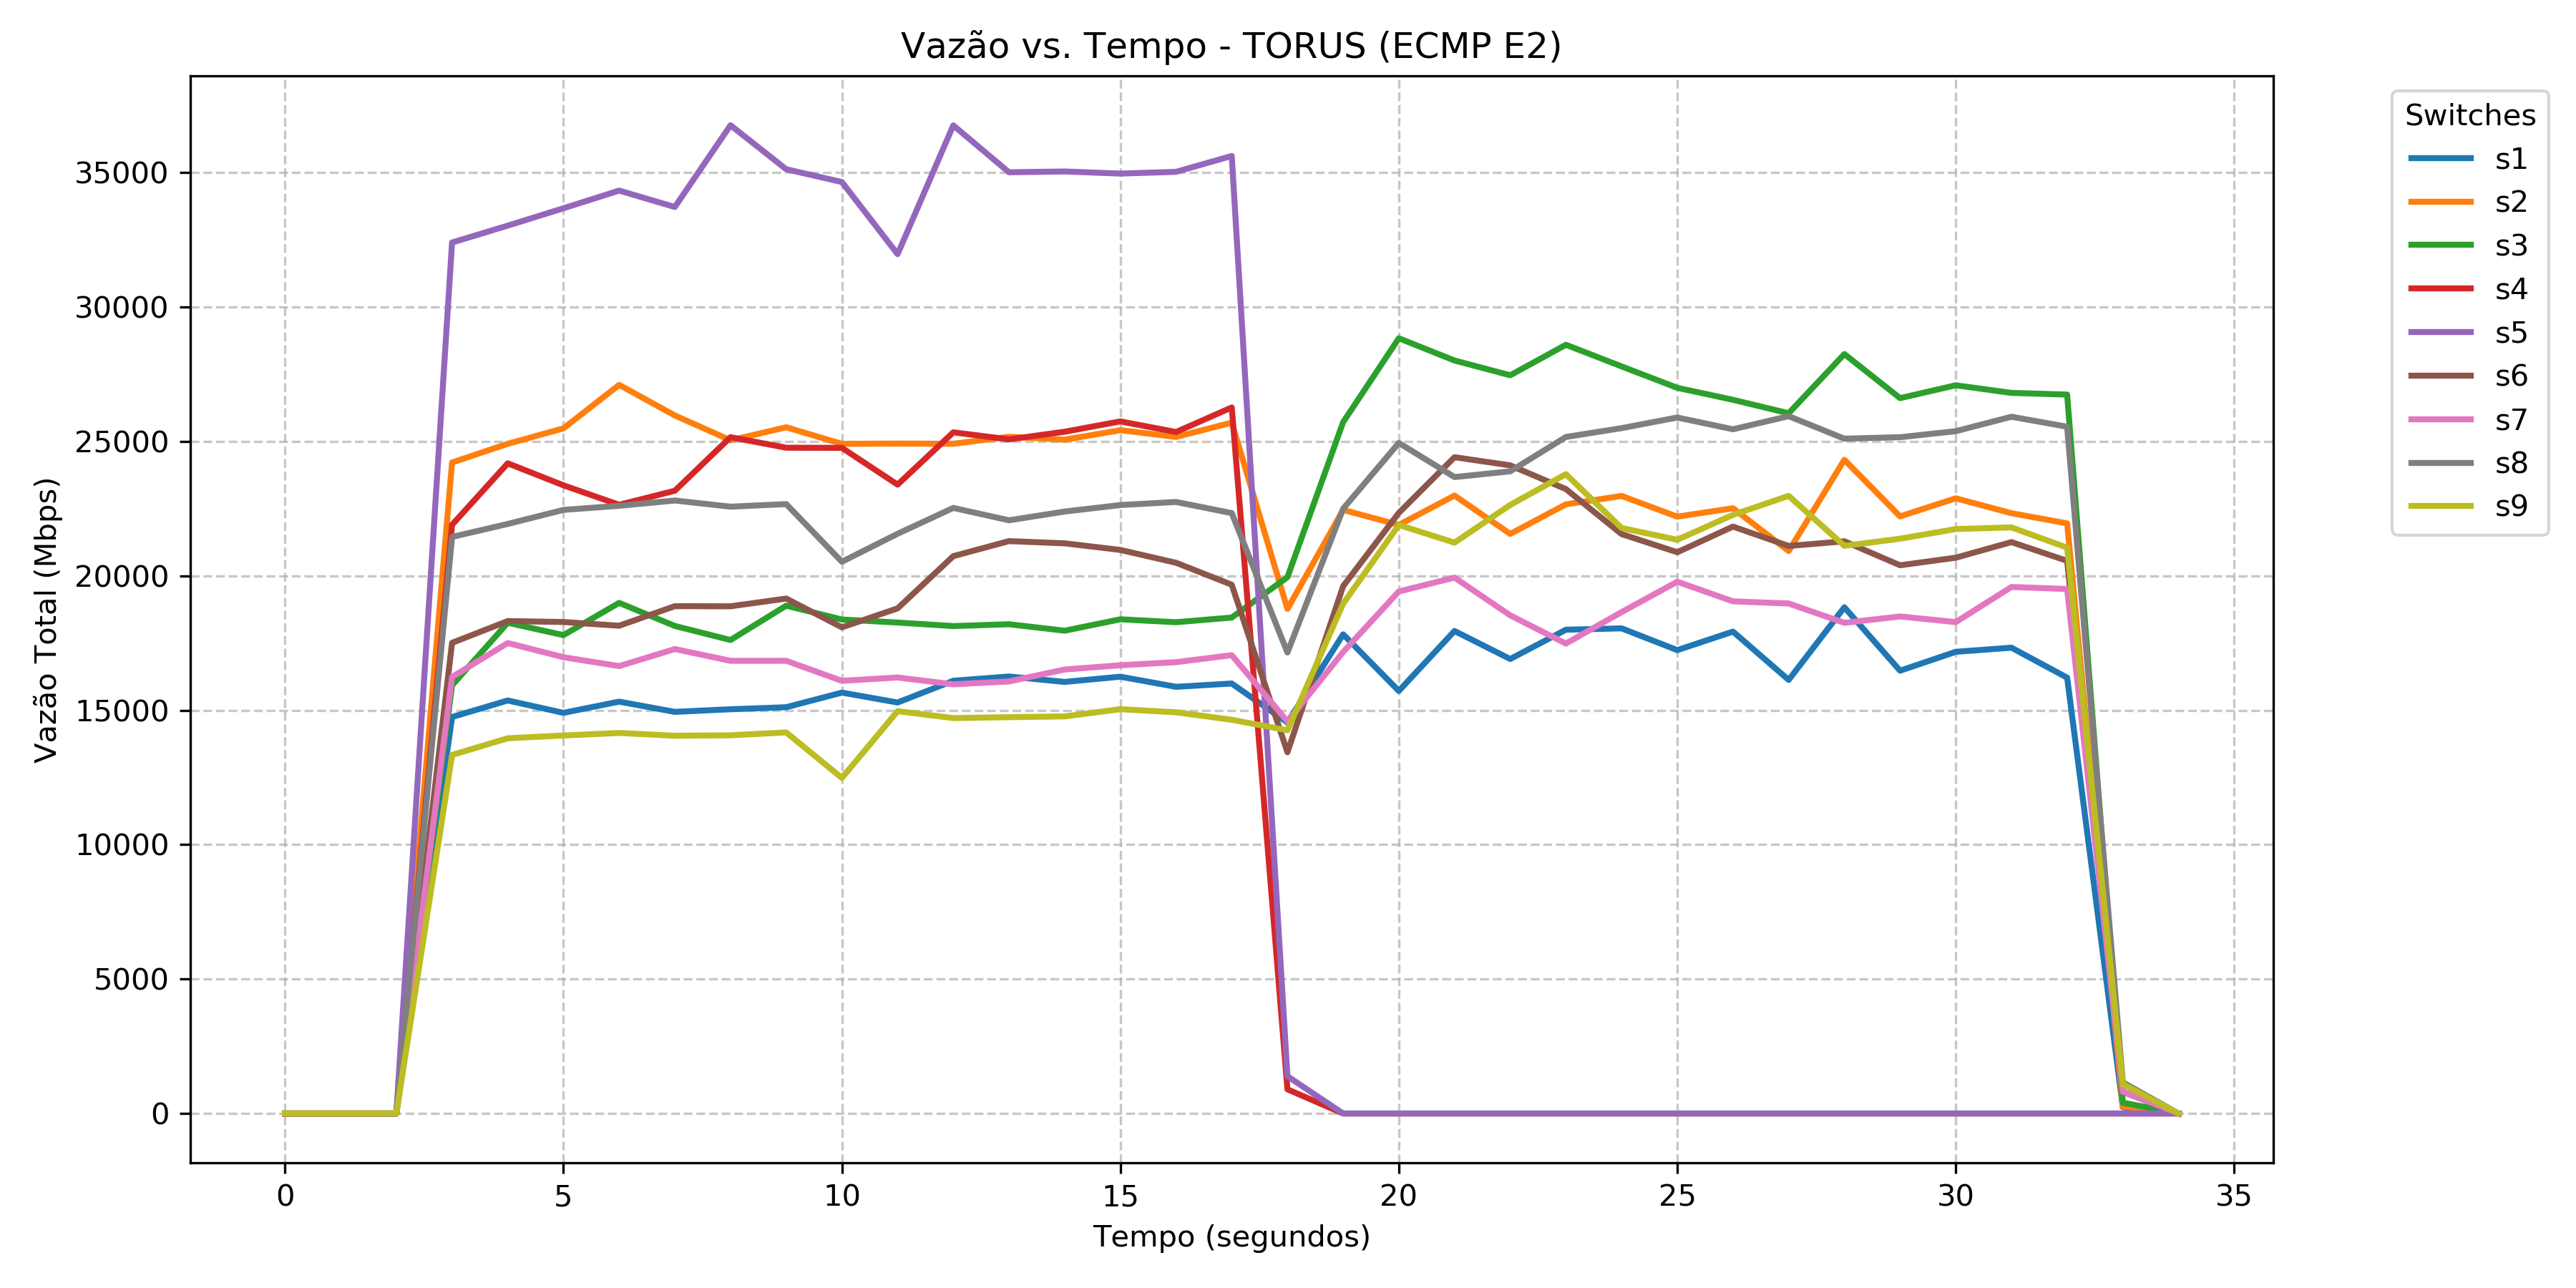 Vazão vs. Tempo - TORUS (ECMP E2)
Vazão Total (Mbps)
35000
30000
25000
20000
15000
10000
5000
0
0 5 10 15 20 25 30 35
Tempo (segundos)
Switches
s1
s2
s3
s4
s5
s6
s7
s8
s9